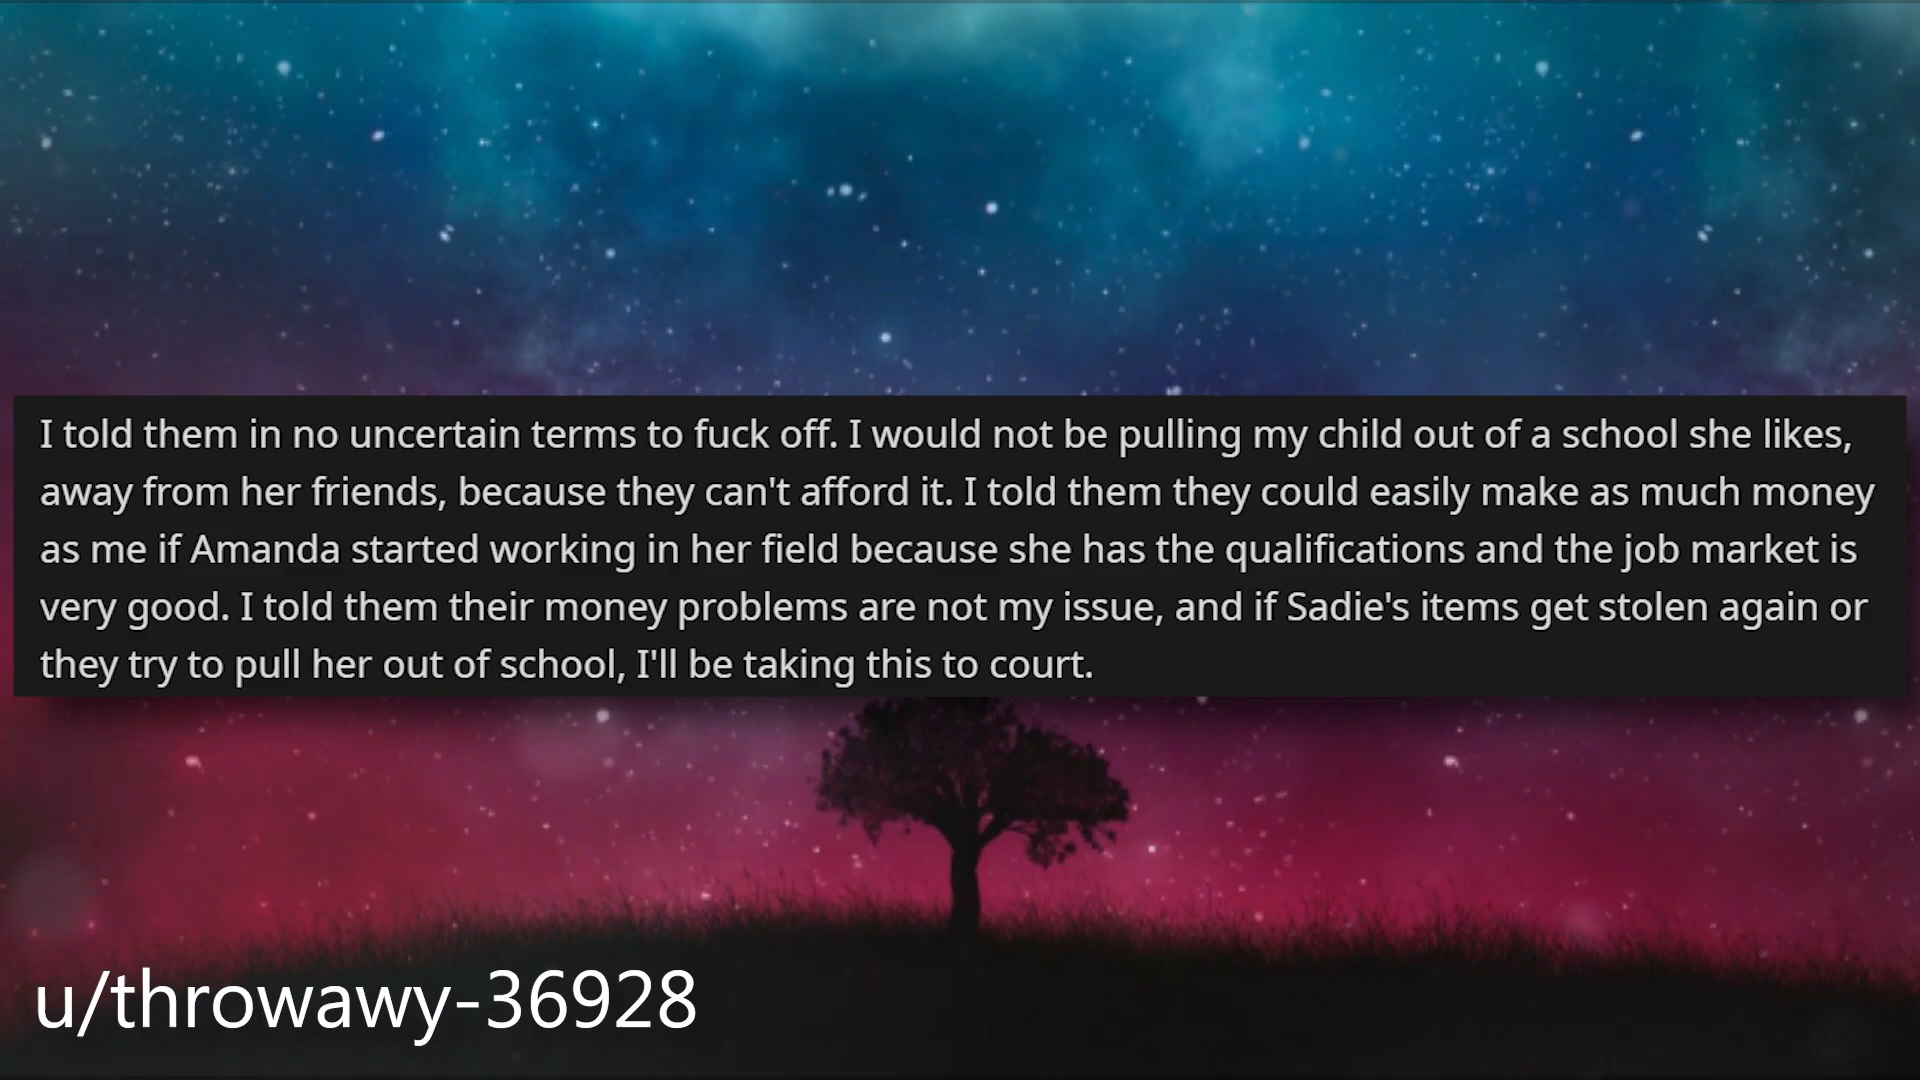 I told them in no uncertain terms to fuck off. I would not be pulling my child out of a school she likes,
away from her friends, because they can't afford it. I told them they could easily make as much money
as me if Amanda started working in her field because she has the qualifications and the job market is
very good. I told them their money problems are not my issue, and if Sadie's items get stolen again or
they try to pull her out of school, I'll be taking this to court.
u/throwawy-36928